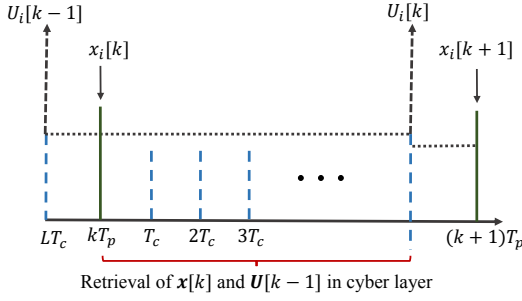 U_i[k−1] U_i[k]
x_i[k] x_i[k+1]
• • •
LT_c kT_p T_c 2T_c 3T_c (k+1)T_p
Retrieval of x[k] and U[k−1] in cyber layer